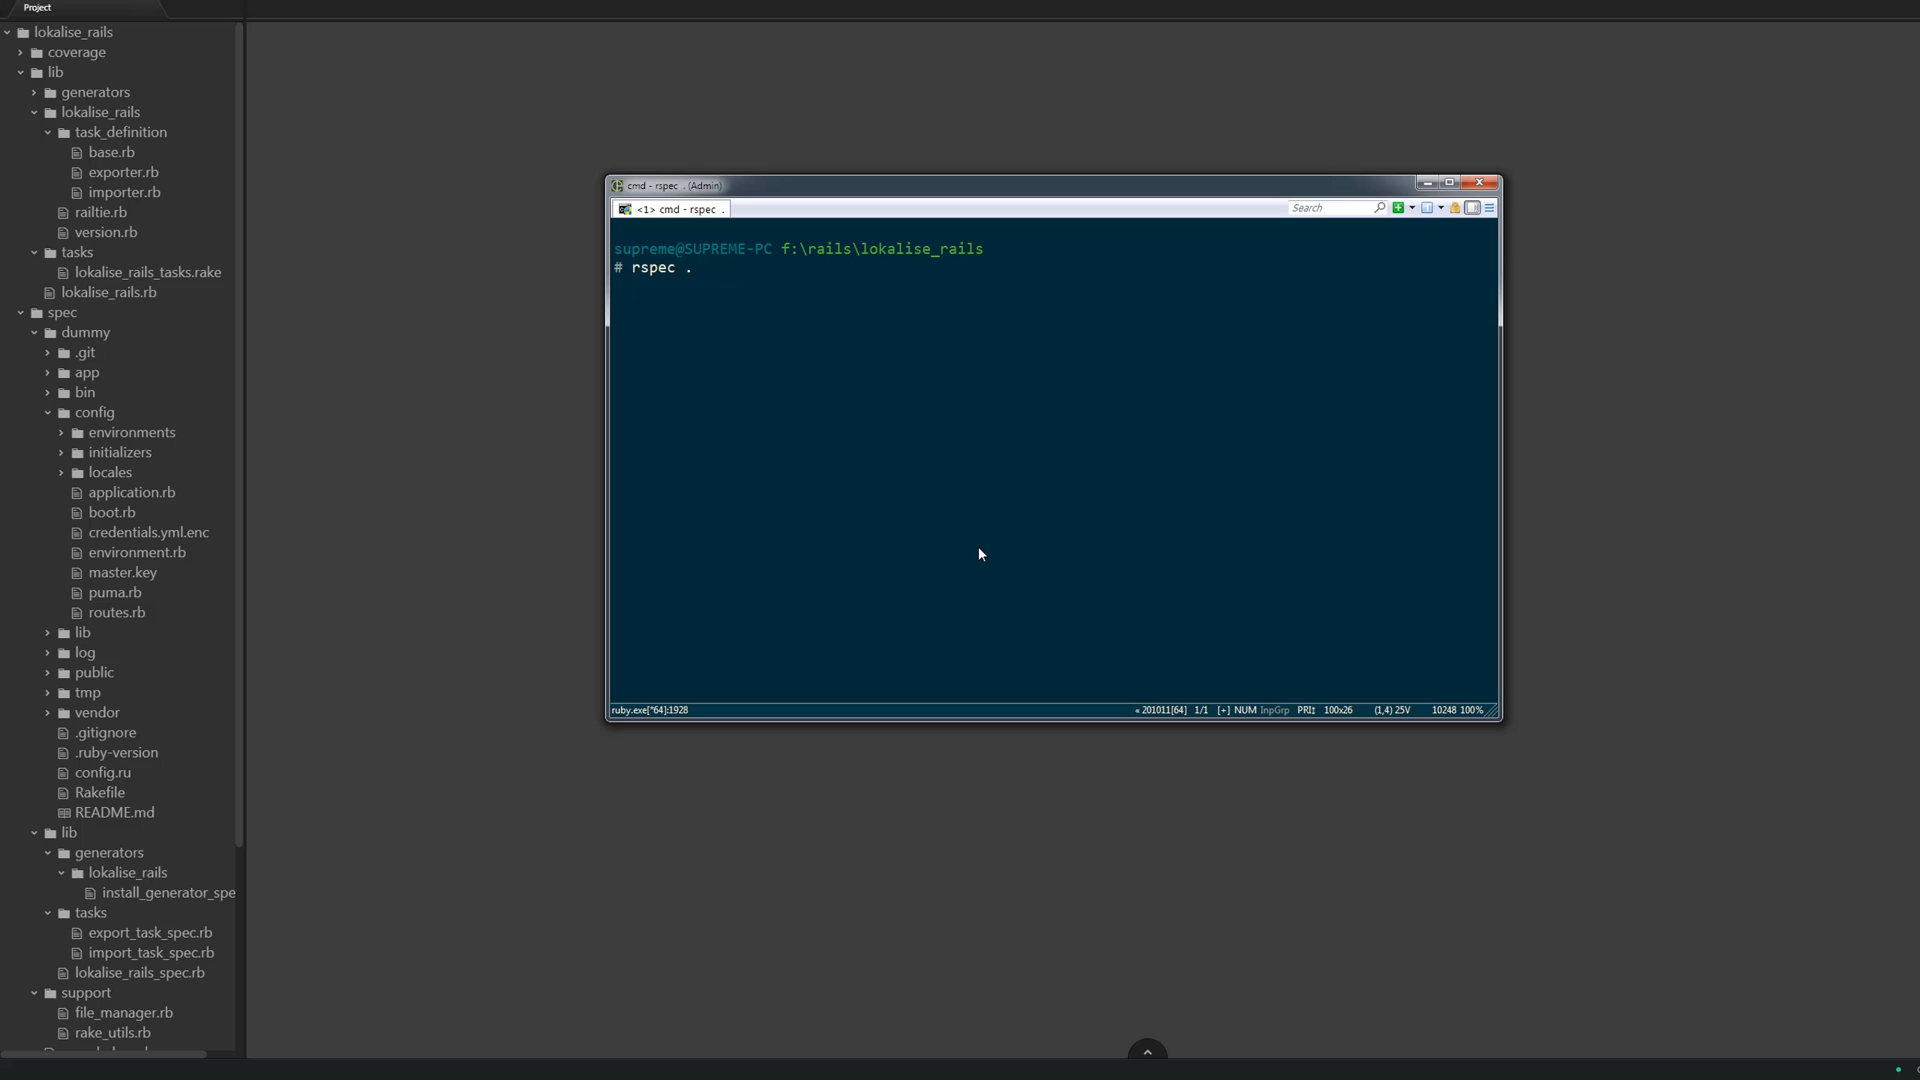 Project
lokalise_rails
coverage
lib
generators
lokalise_rails
task_definition
base.rb
exporter.rb
importer.rb
railtie.rb
version.rb
tasks
lokalise_rails_tasks.rake
lokalise_rails.rb
spec
dummy
.git
app
bin
config
environments
initializers
locales
application.rb
boot.rb
credentials.yml.enc
environment.rb
master.key
puma.rb
routes.rb
lib
log
public
tmp
vendor
.gitignore
.ruby-version
config.ru
Rakefile
README.md
lib
generators
lokalise_rails
install_generator_spe
tasks
export_task_spec.rb
import_task_spec.rb
lokalise_rails_spec.rb
support
file_manager.rb
rake_utils.rb
cmd - rspec . (Admin)
<1> cmd - rspec .
Search
supreme@SUPREME-PC f:\rails\lokalise_rails
# rspec .
ruby.exe[*64]:1928
« 201011[64] 1/1 [+] NUM InpGrp PRI↕ 100x26 (1,4) 25V 10248 100%